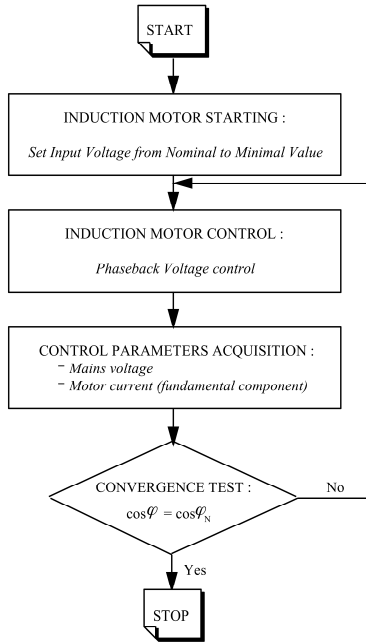 START
INDUCTION MOTOR STARTING :
Set Input Voltage from Nominal to Minimal Value
INDUCTION MOTOR CONTROL :
Phaseback Voltage control
CONTROL PARAMETERS ACQUISITION :
- Mains voltage
- Motor current (fundamental component)
CONVERGENCE TEST :
cosφ = cosφN
No
Yes
STOP